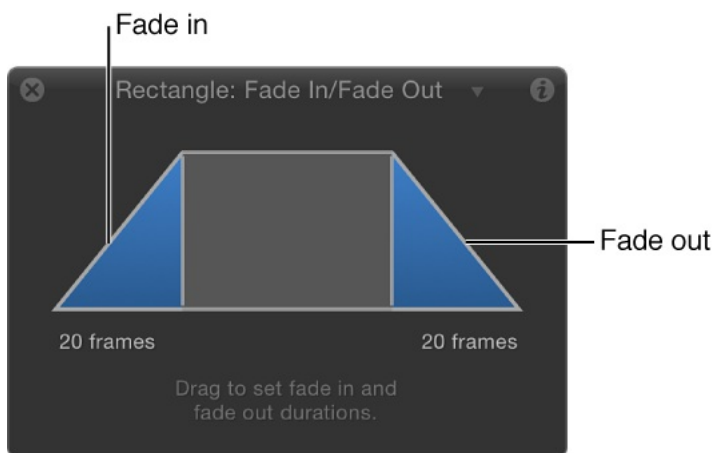 Fade in
Rectangle: Fade In/Fade Out
Fade out
20 frames
20 frames
Drag to set fade in and
fade out durations.